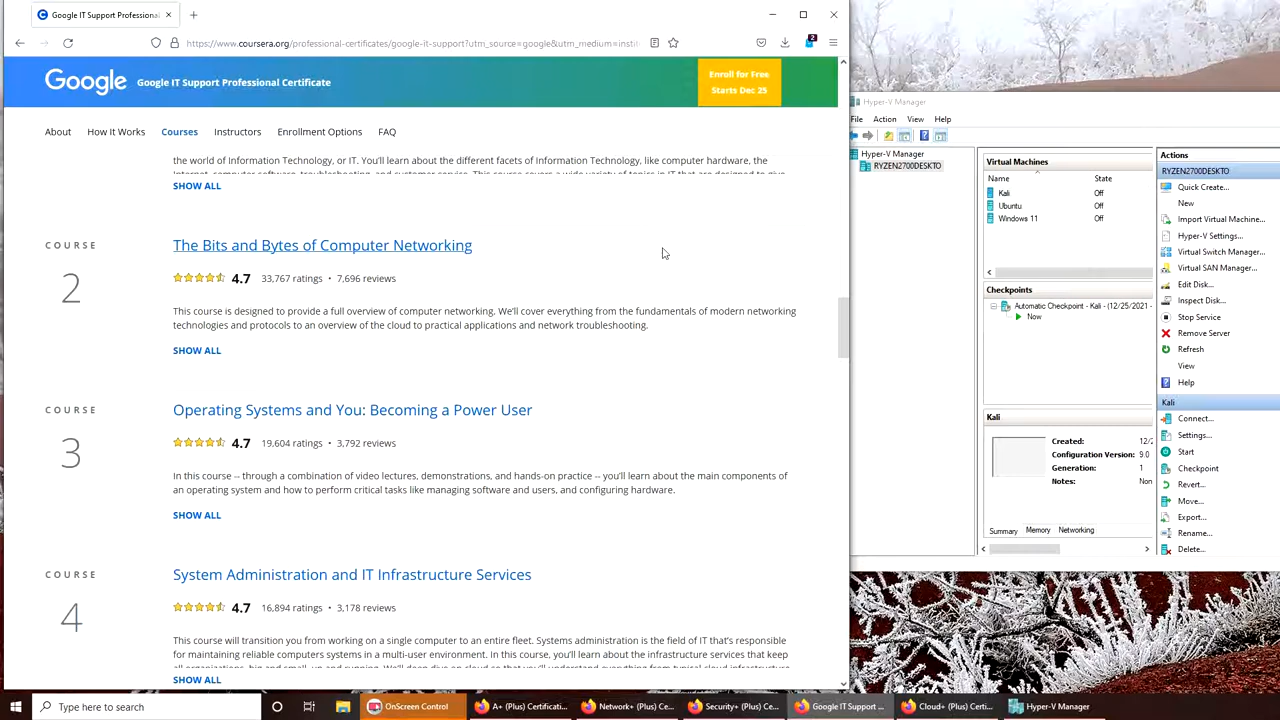 Google IT Support Professional
https://www.coursera.org/professional-certificates/google-it-support?utm_source=google&utm_medium=insti
2
Google
Google IT Support Professional Certificate
Enroll for Free
Starts Dec 25
About
How It Works
Courses
Instructors
Enrollment Options
FAQ
the world of Information Technology, or IT. You'll learn about the different facets of Information Technology, like computer hardware, the
SHOW ALL
COURSE
2
The Bits and Bytes of Computer Networking
4.7 33,767 ratings • 7,696 reviews
This course is designed to provide a full overview of computer networking. We'll cover everything from the fundamentals of modern networking
technologies and protocols to an overview of the cloud to practical applications and network troubleshooting.
SHOW ALL
COURSE
3
Operating Systems and You: Becoming a Power User
4.7 19,604 ratings • 3,792 reviews
In this course -- through a combination of video lectures, demonstrations, and hands-on practice -- you'll learn about the main components of
an operating system and how to perform critical tasks like managing software and users, and configuring hardware.
SHOW ALL
COURSE
4
System Administration and IT Infrastructure Services
4.7 16,894 ratings • 3,178 reviews
This course will transition you from working on a single computer to an entire fleet. Systems administration is the field of IT that's responsible
for maintaining reliable computers systems in a multi-user environment. In this course, you'll learn about the infrastructure services that keep
SHOW ALL
Hyper-V Manager
File Action View Help
Hyper-V Manager
RYZEN2700DESKTO
Virtual Machines
Name State
Kali Off
Ubuntu Off
Windows 11 Off
Checkpoints
Automatic Checkpoint - Kali - (12/25/2021 -
Now
Kali
Created: 12/2
Configuration Version: 9.0
Generation: 1
Notes: Non
Summary Memory Networking
Actions
RYZEN2700DESKTO
Quick Create...
New
Import Virtual Machine...
Hyper-V Settings...
Virtual Switch Manager...
Virtual SAN Manager...
Edit Disk...
Inspect Disk...
Stop Service
Remove Server
Refresh
View
Help
Kali
Connect...
Settings...
Start
Checkpoint
Revert...
Move...
Export...
Rename...
Delete...
Type here to search
OnScreen Control
A+ (Plus) Certificati...
Network+ (Plus) Ce...
Security+ (Plus) Ce...
Google IT Support ...
Cloud+ (Plus) Certi...
Hyper-V Manager